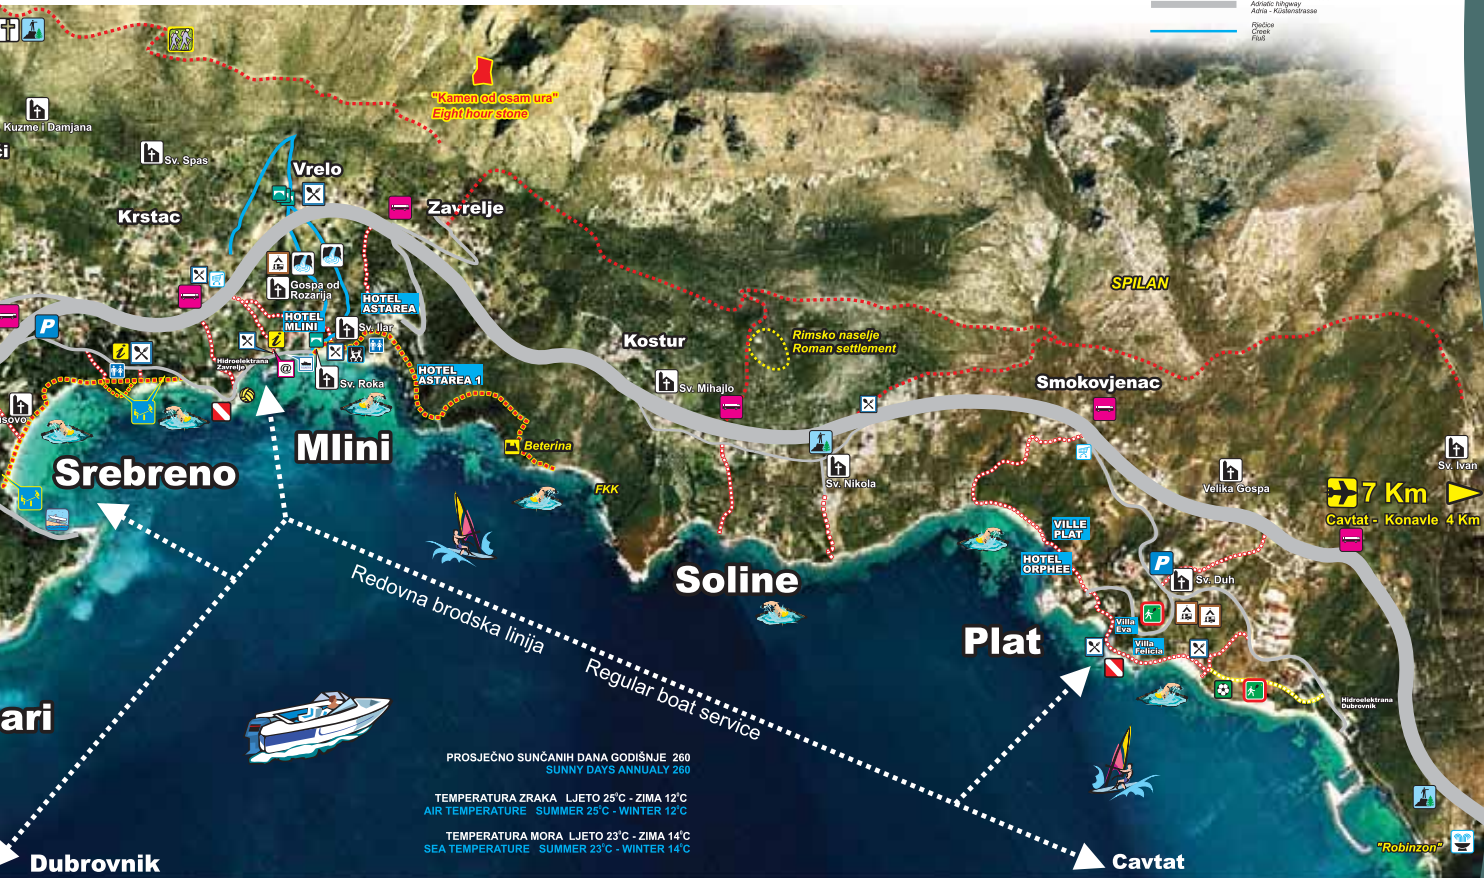 Adriatic hihgway
Adria - Küstenstrasse
Rječice
Creek
Fluß
"Kamen od osam ura"
Eight hour stone
Kuzme i Damjana
Sv. Spas
Vrelo
Krstac
Zavrelje
SPILAN
Gospa od
Rozarija
HOTEL
ASTAREA
HOTEL
MLINI
Sv. Ilar
P
i
Hidroelektrana
Zavrelje
@
Sv. Roka
HOTEL
ASTAREA 1
i
Kostur
Rimsko naselje
Roman settlement
Sv. Mihajlo
Smokovjenac
Beterina
Mlini
Srebreno
FKK
Sv. Nikola
Velika Gospa
Sv. Ivan
7 Km
Cavtat - Konavle 4 Km
VILLE
PLAT
HOTEL
ORPHEE
P
Sv. Duh
Soline
Redovna brodska linija
Regular boat service
Villa
Eva
Villa
Felicia
Plat
Hidroelektrana
Dubrovnik
ari
PROSJEČNO SUNČANIH DANA GODIŠNJE 260
SUNNY DAYS ANNUALY 260
TEMPERATURA ZRAKA LJETO 25°C - ZIMA 12°C
AIR TEMPERATURE SUMMER 25°C - WINTER 12°C
TEMPERATURA MORA LJETO 23°C - ZIMA 14°C
SEA TEMPERATURE SUMMER 23°C - WINTER 14°C
"Robinzon"
Dubrovnik
Cavtat